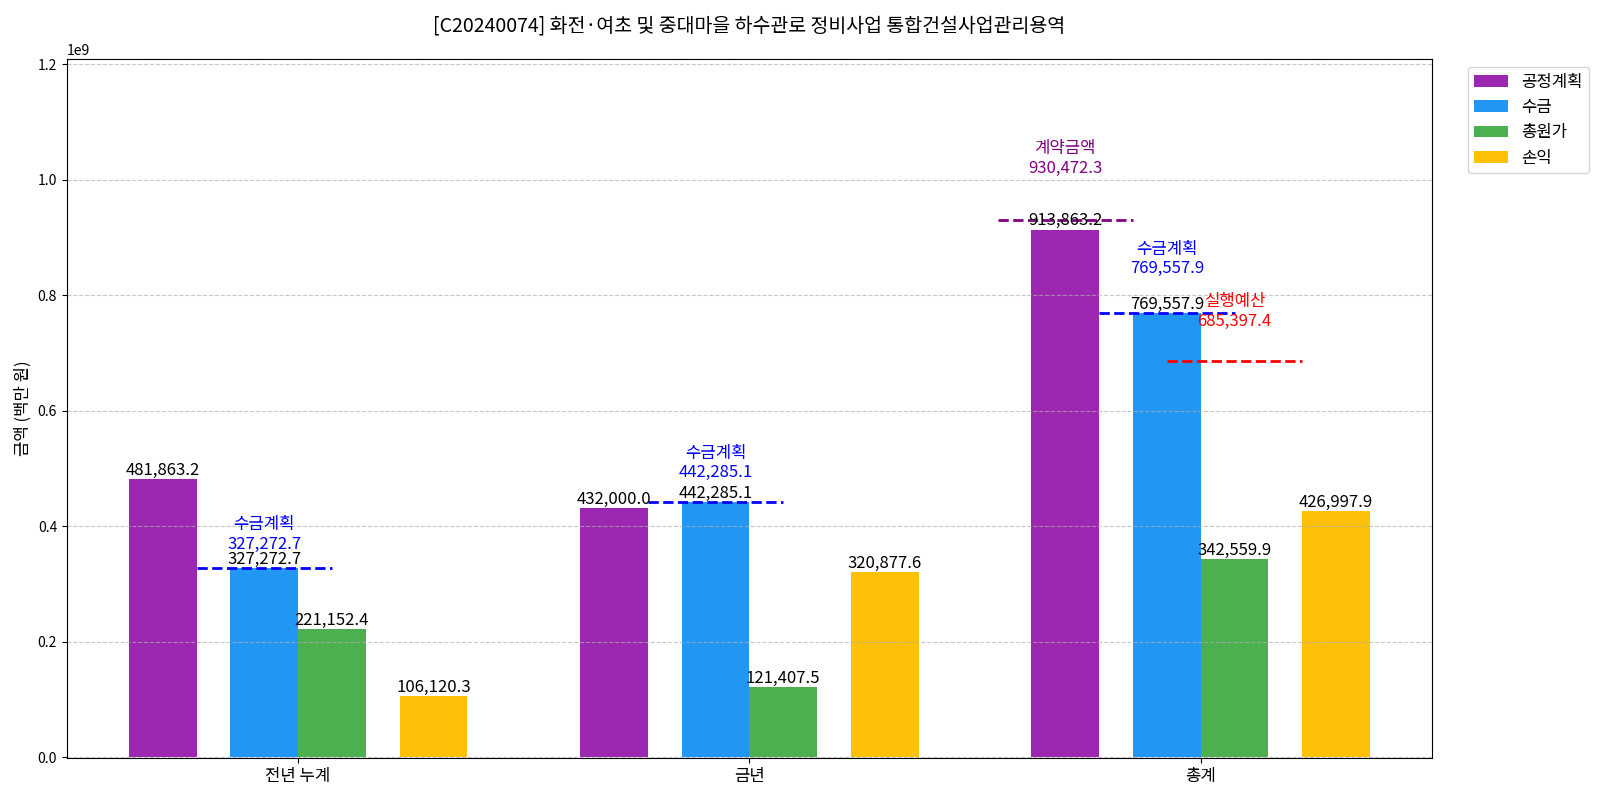 [C20240074] 화전·여초 및 중대마을 하수관로 정비사업 통합건설사업관리용역
1e9
1.2
1.0
0.8
0.6
0.4
0.2
0.0
금액 (백만 원)
481,863.2
수금계획
327,272.7
327,272.7
221,152.4
106,120.3
432,000.0
수금계획
442,285.1
442,285.1
121,407.5
320,877.6
계약금액
930,472.3
913,863.2
수금계획
769,557.9
769,557.9
실행예산
685,397.4
342,559.9
426,997.9
전년 누계
금년
총계
공정계획
수금
총원가
손익